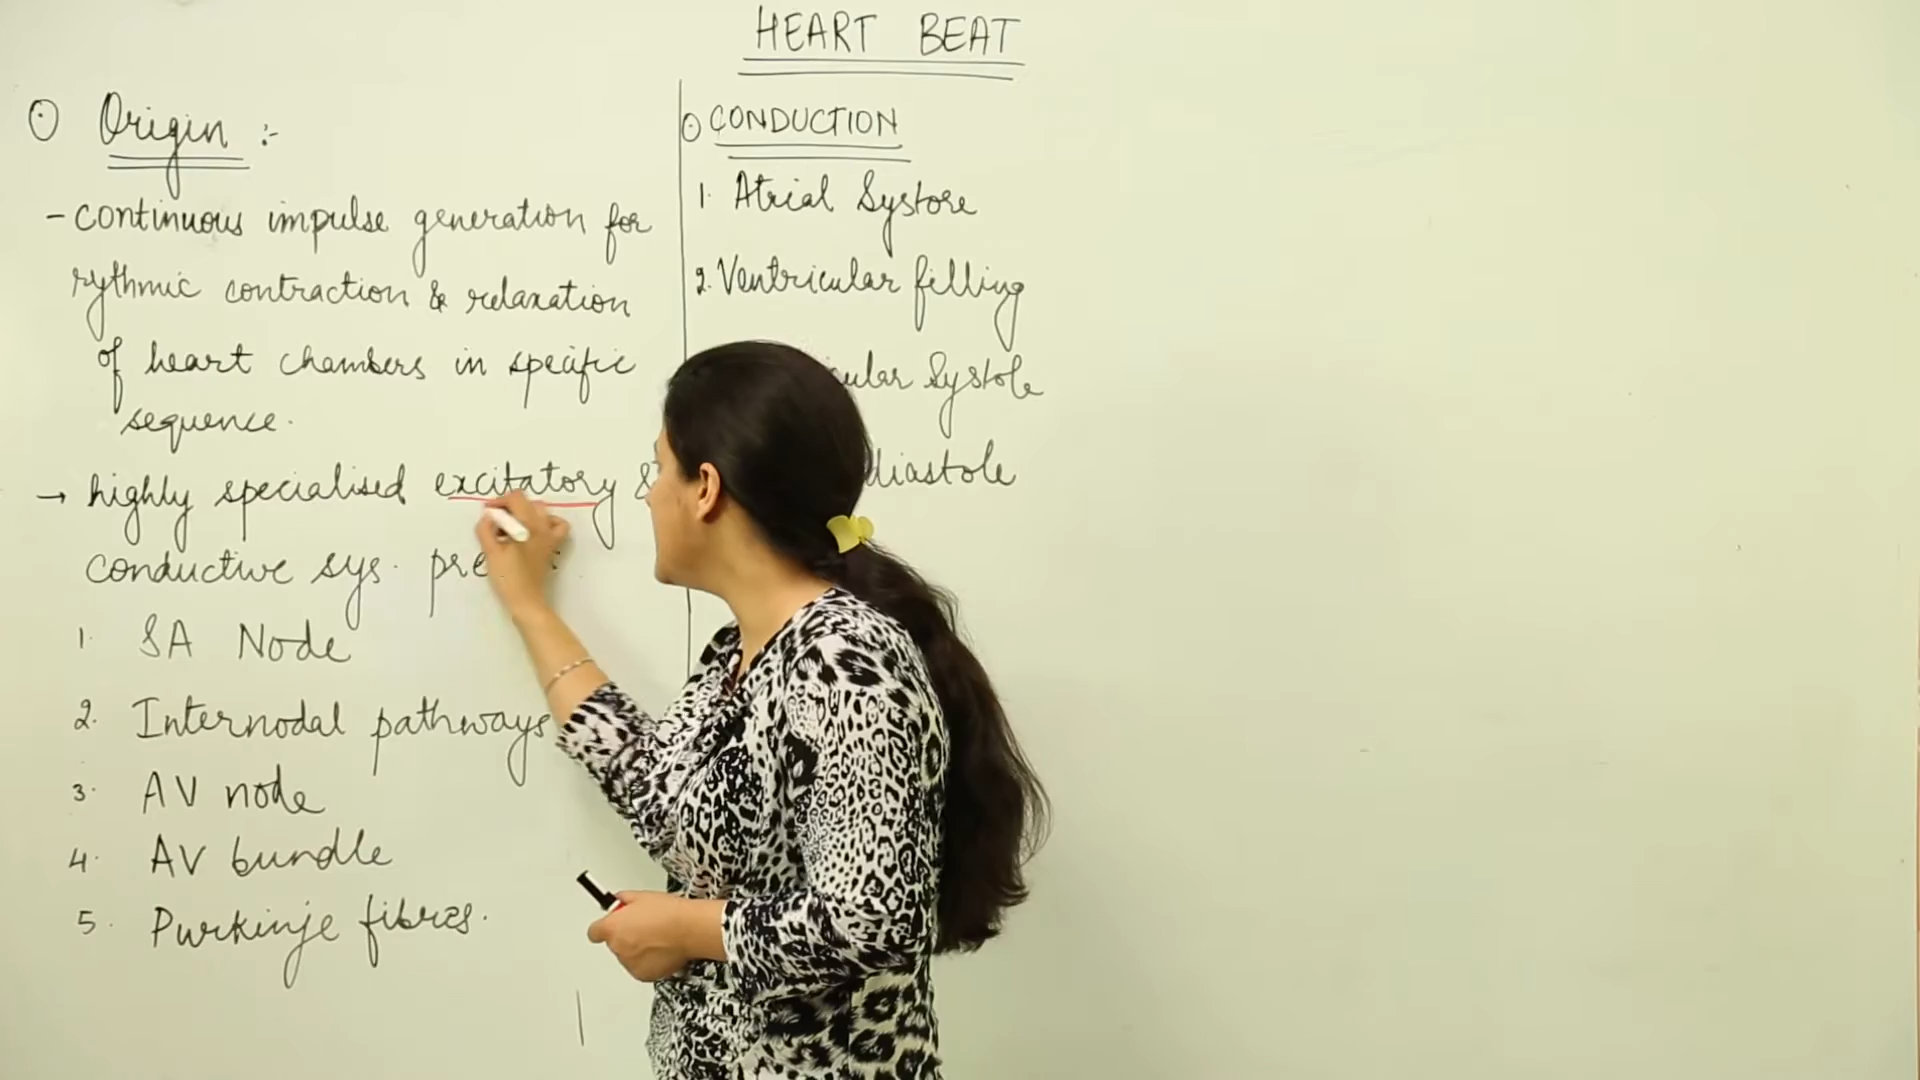 HEART BEAT
Origin :-
- continuous impulse generation for
rythmic contraction & relaxation
of heart chambers in specific
sequence.
→ highly specialised excitatory &
conductive sys.
1. SA Node
2. Internodal pathways
3. AV node
4. AV bundle
5. Purkinje fibres.
CONDUCTION
1. Atrial Systore
2. Ventricular filling
Systole
diastole